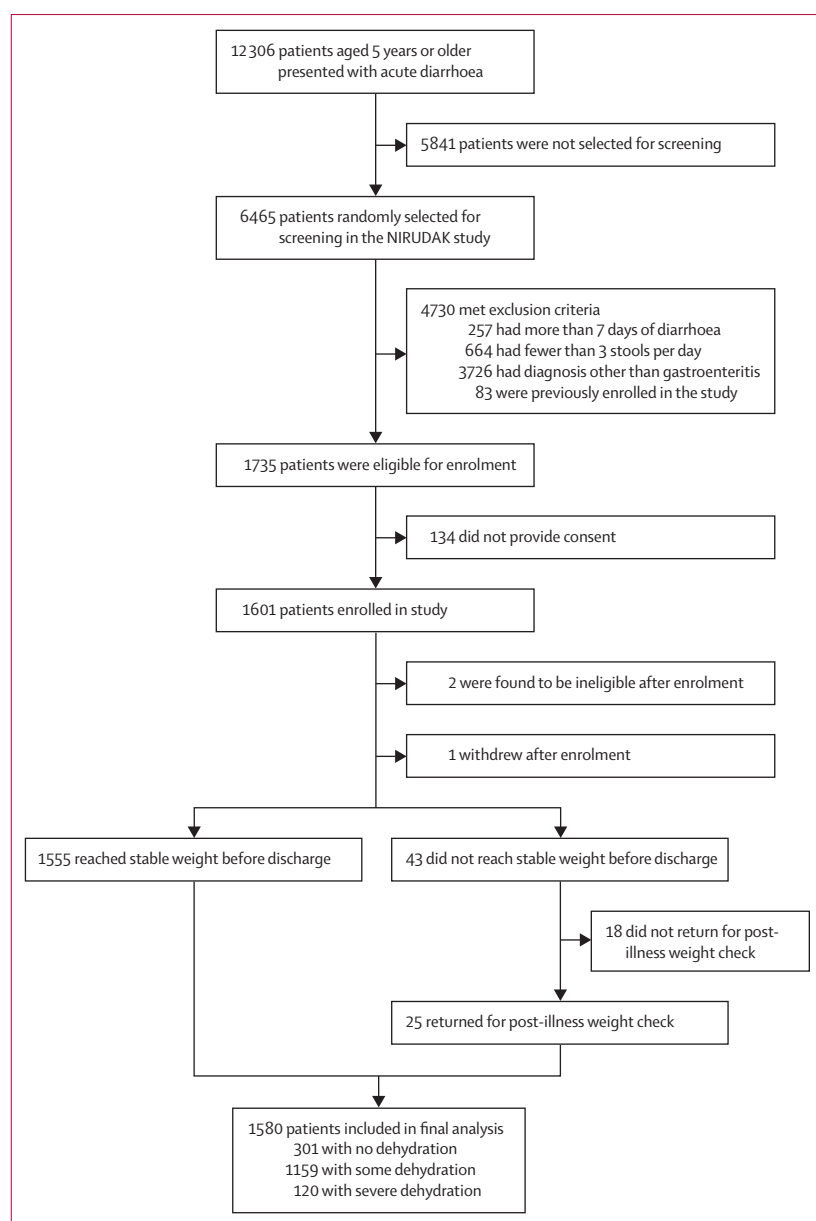 12 306 patients aged 5 years or older
presented with acute diarrhoea
5841 patients were not selected for screening
6465 patients randomly selected for
screening in the NIRUDAK study
4730 met exclusion criteria
257 had more than 7 days of diarrhoea
664 had fewer than 3 stools per day
3726 had diagnosis other than gastroenteritis
83 were previously enrolled in the study
1735 patients were eligible for enrolment
134 did not provide consent
1601 patients enrolled in study
2 were found to be ineligible after enrolment
1 withdrew after enrolment
1555 reached stable weight before discharge
43 did not reach stable weight before discharge
18 did not return for post-
illness weight check
25 returned for post-illness weight check
1580 patients included in final analysis
301 with no dehydration
1159 with some dehydration
120 with severe dehydration